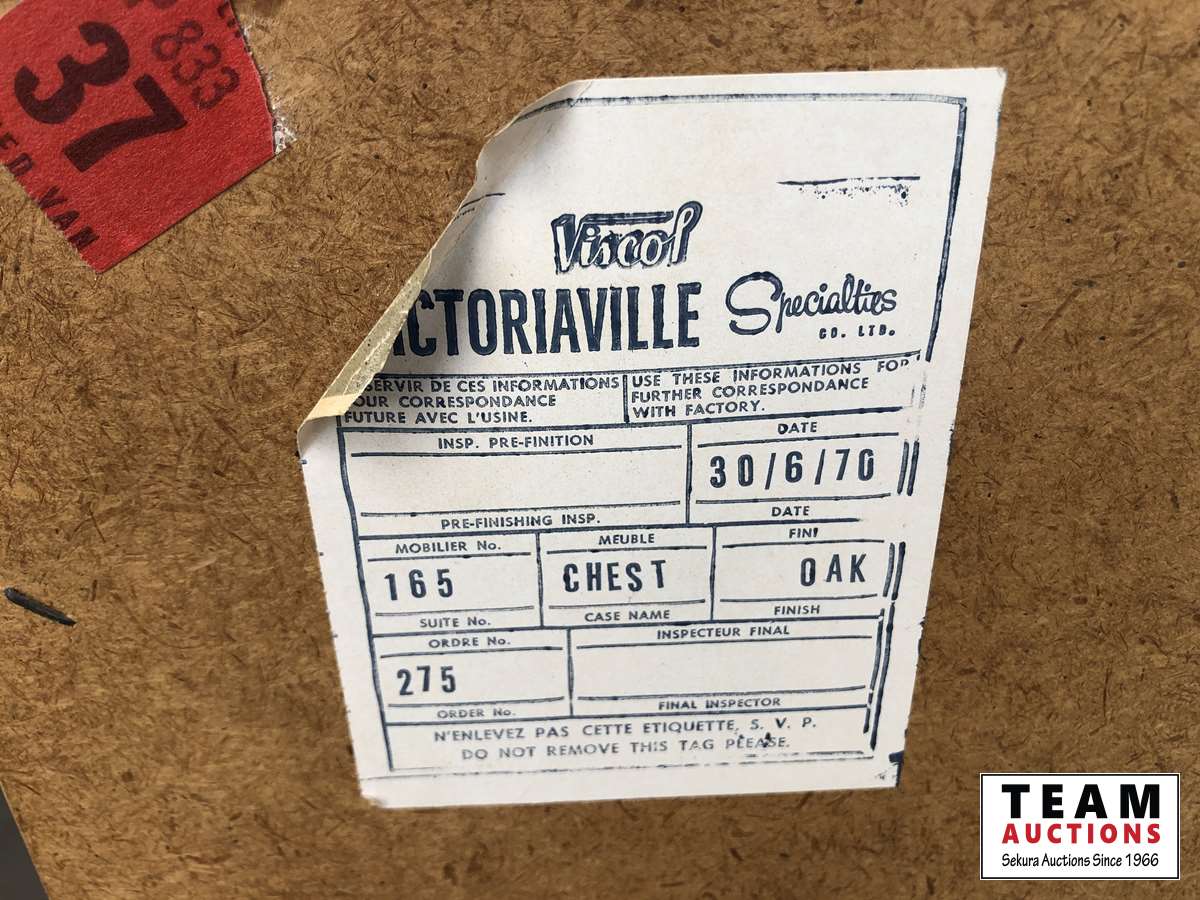 833
37
VAN
Viscol
ICTORIAVILLE Specialties
CO. LTD.
SERVIR DE CES INFORMATIONS
OUR CORRESPONDANCE
FUTURE AVEC L'USINE.
USE THESE INFORMATIONS FOR
FURTHER CORRESPONDANCE
WITH FACTORY.
INSP. PRE-FINITION
PRE-FINISHING INSP.
DATE
30/6/70
DATE
MOBILIER No.
165
SUITE No.
MEUBLE
CHEST
CASE NAME
FINI
OAK
FINISH
ORDRE No.
275
ORDER No.
INSPECTEUR FINAL
FINAL INSPECTOR
N'ENLEVEZ PAS CETTE ETIQUETTE, S. V. P.
DO NOT REMOVE THIS TAG PLEASE.
TEAM
AUCTIONS
Sekura Auctions Since 1966